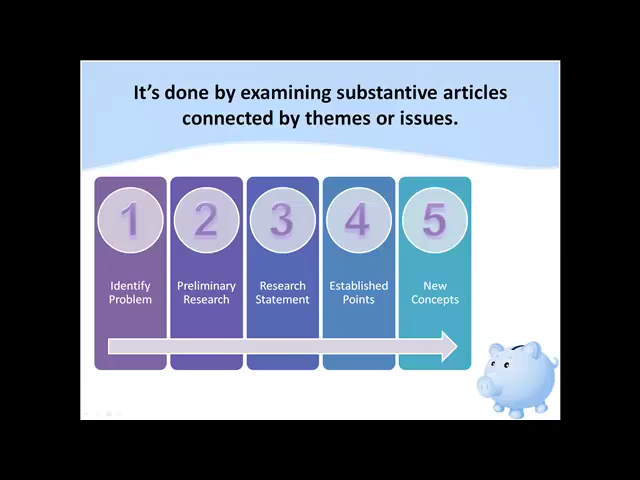 It's done by examining substantive articles
connected by themes or issues.
1
2
3
4
5
Identify
Problem
Preliminary
Research
Research
Statement
Established
Points
New
Concepts